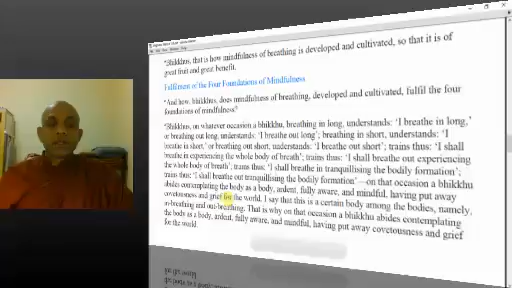 "Bhikkhus, that is how mindfulness of breathing is developed and cultivated, so that it is of
great fruit and great benefit.
Fulfilment of the Four Foundations of Mindfulness
"And how, bhikkhus, does mindfulness of breathing, developed and cultivated, fulfil the four
foundations of mindfulness?
"Bhikkhus, on whatever occasion a bhikkhu, breathing in long, understands: 'I breathe in long,'
or breathing out long, understands: 'I breathe out long'; breathing in short, understands: 'I
breathe in short,' or breathing out short, understands: 'I breathe out short'; trains thus: 'I shall
breathe in experiencing the whole body of breath'; trains thus: 'I shall breathe out experiencing
the whole body of breath'; trains thus: 'I shall breathe in tranquillising the bodily formation';
trains thus: 'I shall breathe out tranquillising the bodily formation'—on that occasion a bhikkhu
abides contemplating the body as a body, ardent, fully aware, and mindful, having put away
covetousness and grief for the world. I say that this is a certain body among the bodies, namely,
in-breathing and out-breathing. That is why on that occasion a bhikkhu abides contemplating
the body as a body, ardent, fully aware, and mindful, having put away covetousness and grief
for the world.